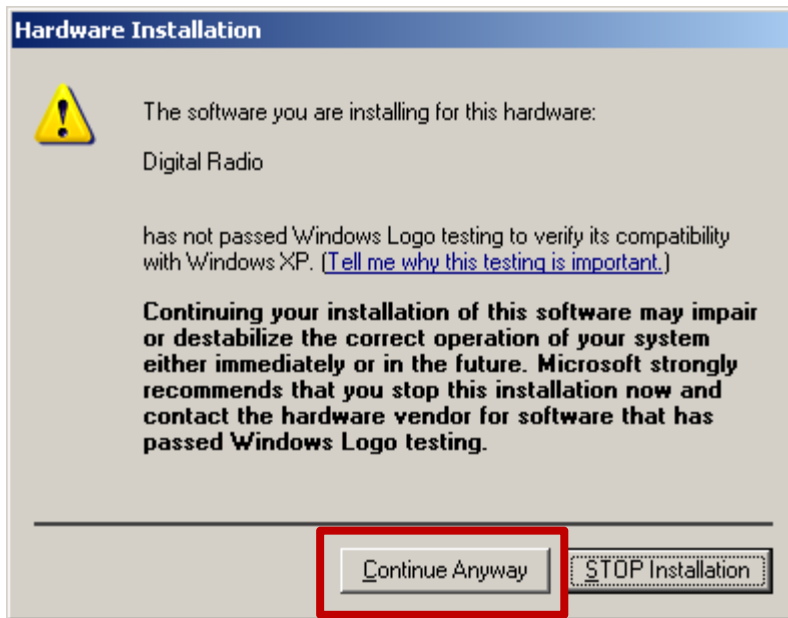 Hardware Installation
The software you are installing for this hardware:
Digital Radio
has not passed Windows Logo testing to verify its compatibility
with Windows XP. (Tell me why this testing is important.)
Continuing your installation of this software may impair
or destabilize the correct operation of your system
either immediately or in the future. Microsoft strongly
recommends that you stop this installation now and
contact the hardware vendor for software that has
passed Windows Logo testing.
Continue Anyway STOP Installation